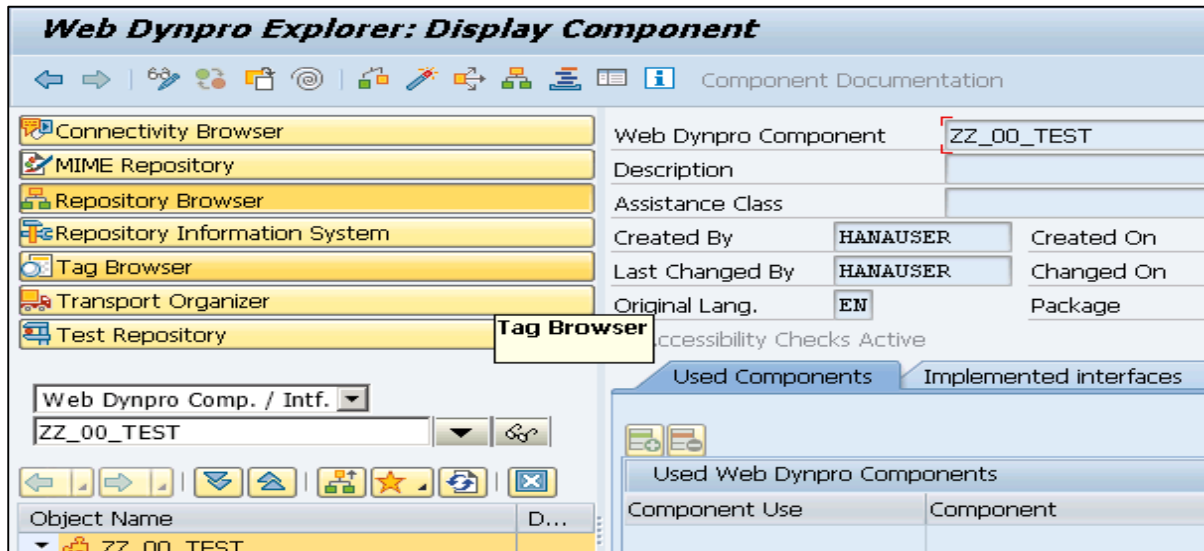 Web Dynpro Explorer: Display Component
Component Documentation
Connectivity Browser
MIME Repository
Repository Browser
Repository Information System
Tag Browser
Transport Organizer
Test Repository
Tag Browser
Web Dynpro Comp. / Intf.
ZZ_00_TEST
Object Name D...
ZZ_00_TEST
Web Dynpro Component ZZ_00_TEST
Description
Assistance Class
Created By HANAUSER Created On
Last Changed By HANAUSER Changed On
Original Lang. EN Package
ccessibility Checks Active
Used Components Implemented interfaces
Used Web Dynpro Components
Component Use Component